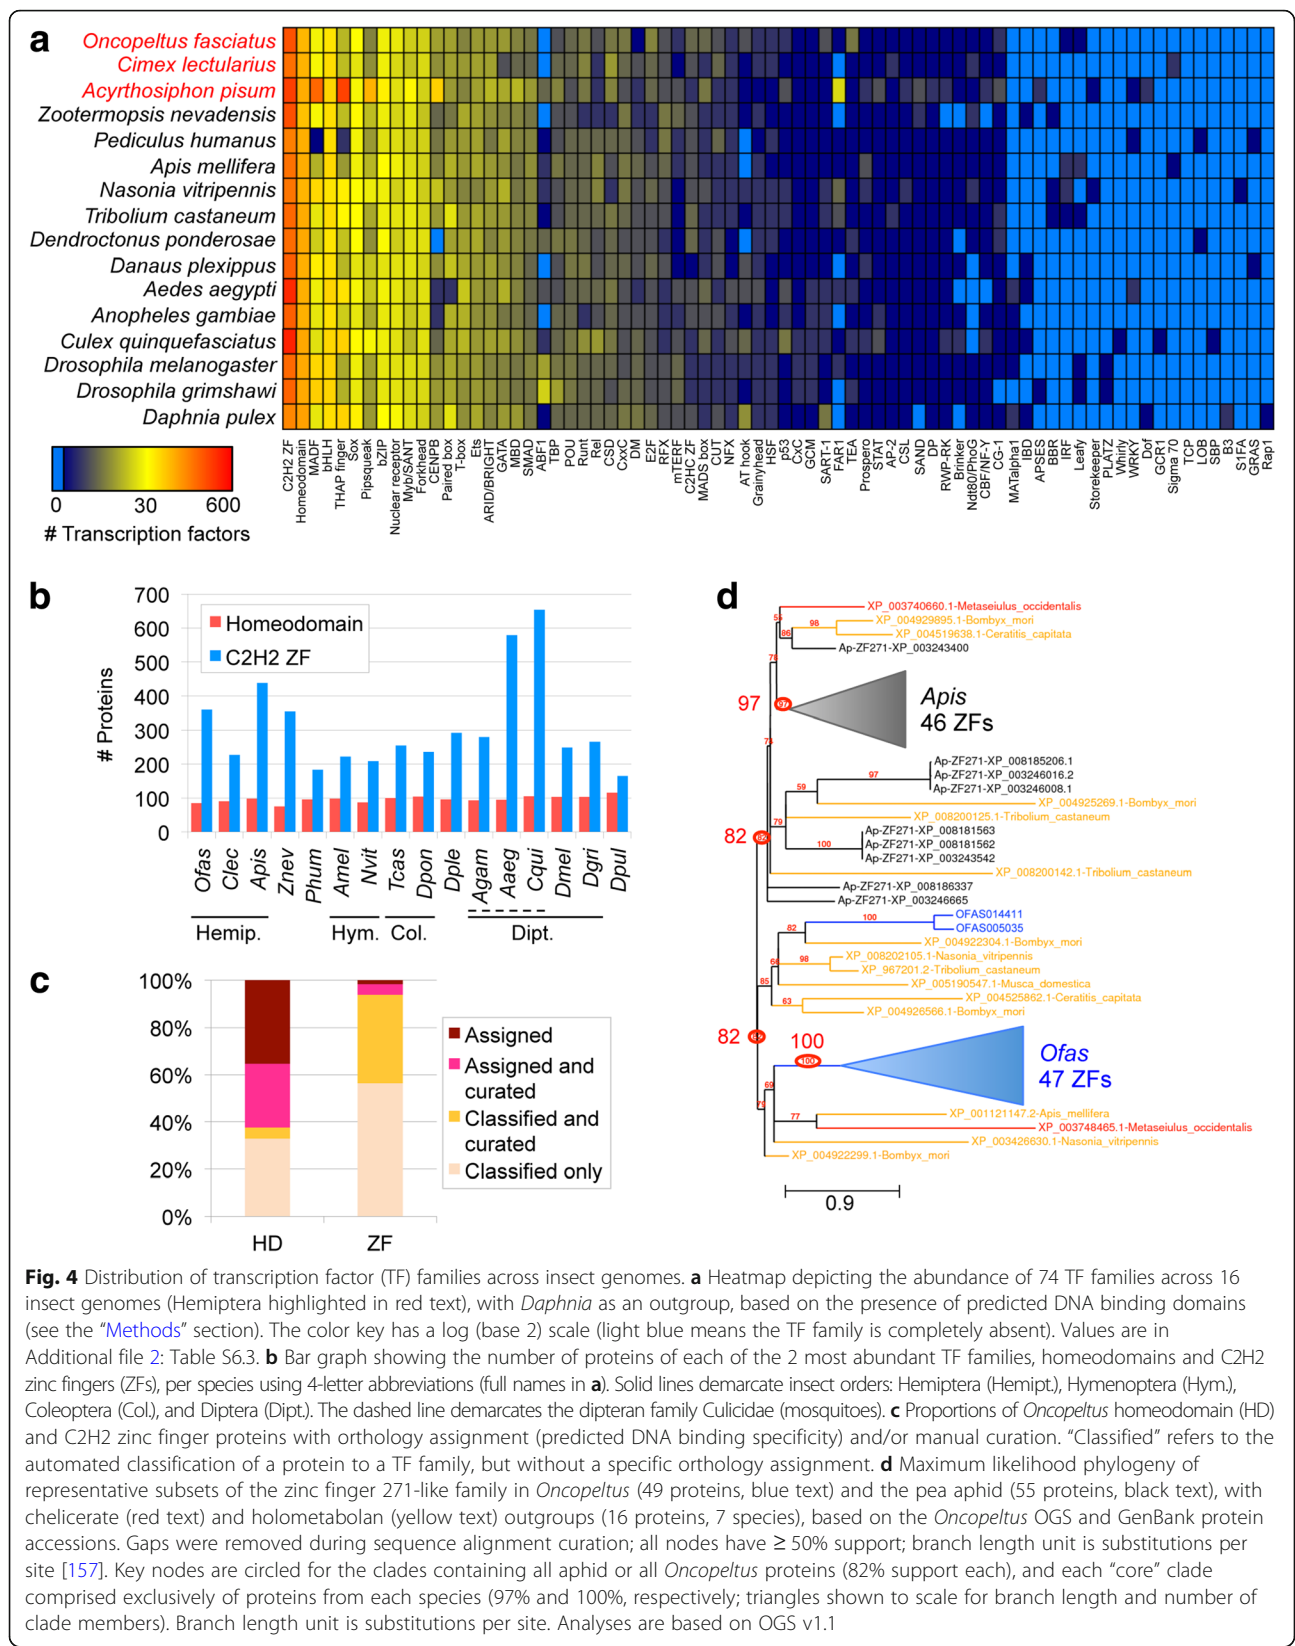 a
Oncopeltus fasciatus
Cimex lectularius
Acyrthosiphon pisum
Zootermopsis nevadensis
Pediculus humanus
Apis mellifera
Nasonia vitripennis
Tribolium castaneum
Dendroctonus ponderosae
Danaus plexippus
Aedes aegypti
Anopheles gambiae
Culex quinquefasciatus
Drosophila melanogaster
Drosophila grimshawi
Daphnia pulex
0 30 600
# Transcription factors
C2H2 ZF
Homeodomain
MADF
bHLH
THAP finger
Sox
Pipsqueak
bZIP
Nuclear receptor
Myb/SANT
Forkhead
CENPB
Paired box
T-box
Ets
ARID/BRIGHT
GATA
MBD
SMAD
ABF1
TBP
POU
Runt
Rel
CSD
CxxC
DM
E2F
RFX
mTERF
C2HC ZF
MADS box
CUT
NFX
AT hook
Grainyhead
HSF
p53
CxC
GCM
SART-1
FAR1
TEA
Prospero
STAT
AP-2
CSL
SAND
DP
RWP-RK
Brinker
Ndt80/PhoG
CBF/NF-Y
CG-1
MATalpha1
IBD
APSES
BBR
IRF
Leafy
Storekeeper
PLATZ
Whirly
WRKY
Dof
GCR1
Sigma 70
TCP
LOB
SBP
B3
S1FA
GRAS
Rap1
b
# Proteins
700
600
500
400
300
200
100
0
Homeodomain
C2H2 ZF
Ofas
Clec
Apis
Znev
Phum
Amel
Nvit
Tcas
Dpon
Dple
Agam
Aaeg
Cqui
Dmel
Dgri
Dpul
Hemip. Hym. Col. Dipt.
c
100%
80%
60%
40%
20%
0%
HD ZF
Assigned
Assigned and
curated
Classified and
curated
Classified only
d
XP_003740660.1-Metaseiulus_occidentalis
XP_004929895.1-Bombyx_mori
XP_004519638.1-Ceratitis_capitata
Ap-ZF271-XP_003243400
55
98
86
78
97
97
Apis
46 ZFs
73
Ap-ZF271-XP_008185206.1
Ap-ZF271-XP_003246016.2
Ap-ZF271-XP_003246008.1
97
59
XP_004925269.1-Bombyx_mori
XP_008200125.1-Tribolium_castaneum
79
Ap-ZF271-XP_008181563
Ap-ZF271-XP_008181562
Ap-ZF271-XP_003243542
100
82
82
XP_008200142.1-Tribolium_castaneum
Ap-ZF271-XP_008186337
Ap-ZF271-XP_003246665
OFAS014411
OFAS005035
100
82
XP_004922304.1-Bombyx_mori
XP_008202105.1-Nasonia_vitripennis
XP_967201.2-Tribolium_castaneum
98
66
XP_005190547.1-Musca_domestica
85
XP_004525862.1-Ceratitis_capitata
63
XP_004926566.1-Bombyx_mori
82
82
100
100
Ofas
47 ZFs
69
79
XP_001121147.2-Apis_mellifera
77
XP_003748465.1-Metaseiulus_occidentalis
XP_003426630.1-Nasonia_vitripennis
XP_004922299.1-Bombyx_mori
0.9
Fig. 4 Distribution of transcription factor (TF) families across insect genomes. a Heatmap depicting the abundance of 74 TF families across 16
insect genomes (Hemiptera highlighted in red text), with Daphnia as an outgroup, based on the presence of predicted DNA binding domains
(see the “Methods” section). The color key has a log (base 2) scale (light blue means the TF family is completely absent). Values are in
Additional file 2: Table S6.3. b Bar graph showing the number of proteins of each of the 2 most abundant TF families, homeodomains and C2H2
zinc fingers (ZFs), per species using 4-letter abbreviations (full names in a). Solid lines demarcate insect orders: Hemiptera (Hemipt.), Hymenoptera (Hym.),
Coleoptera (Col.), and Diptera (Dipt.). The dashed line demarcates the dipteran family Culicidae (mosquitoes). c Proportions of Oncopeltus homeodomain (HD)
and C2H2 zinc finger proteins with orthology assignment (predicted DNA binding specificity) and/or manual curation. “Classified” refers to the
automated classification of a protein to a TF family, but without a specific orthology assignment. d Maximum likelihood phylogeny of
representative subsets of the zinc finger 271-like family in Oncopeltus (49 proteins, blue text) and the pea aphid (55 proteins, black text), with
chelicerate (red text) and holometabolan (yellow text) outgroups (16 proteins, 7 species), based on the Oncopeltus OGS and GenBank protein
accessions. Gaps were removed during sequence alignment curation; all nodes have ≥ 50% support; branch length unit is substitutions per
site [157]. Key nodes are circled for the clades containing all aphid or all Oncopeltus proteins (82% support each), and each “core” clade
comprised exclusively of proteins from each species (97% and 100%, respectively; triangles shown to scale for branch length and number of
clade members). Branch length unit is substitutions per site. Analyses are based on OGS v1.1